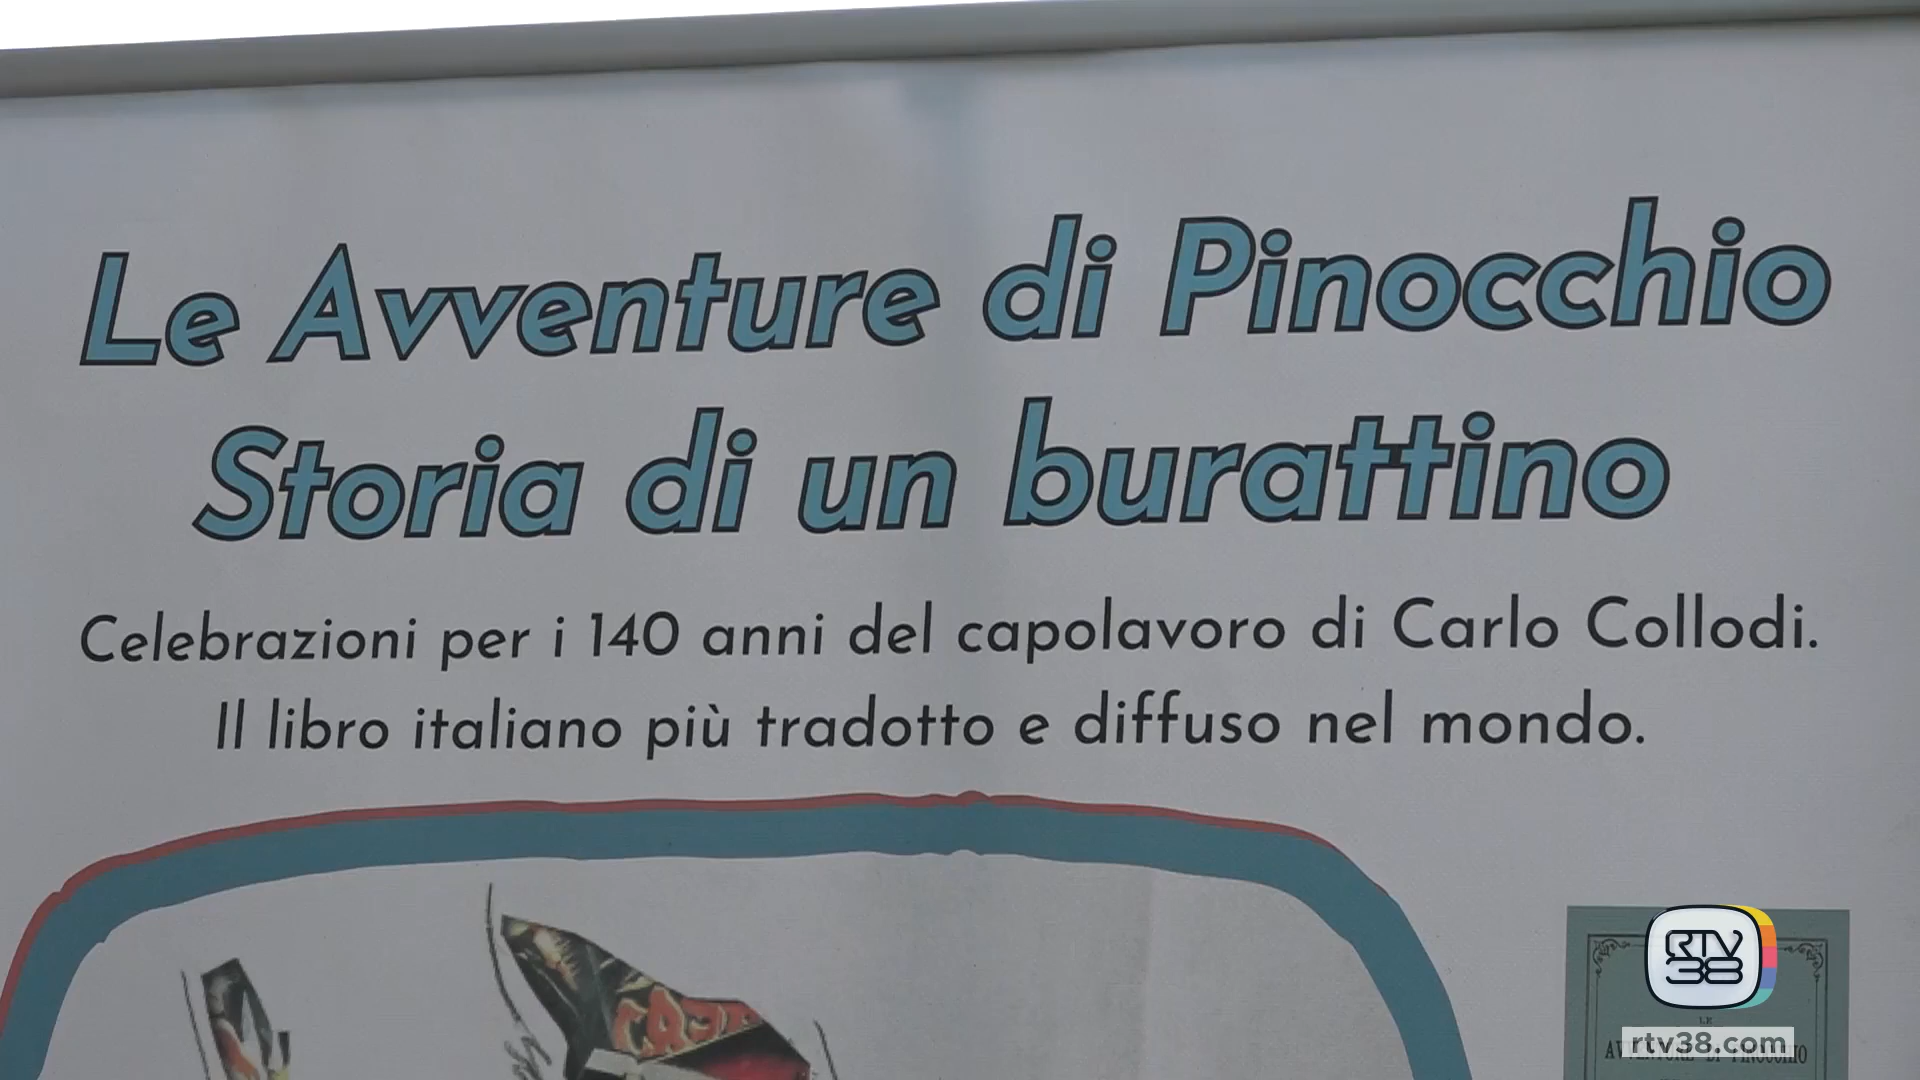 Le Avventure di Pinocchio
Storia di un burattino
Celebrazioni per i 140 anni del capolavoro di Carlo Collodi.
Il libro italiano più tradotto e diffuso nel mondo.
RTV
38
LE
rtv38.com